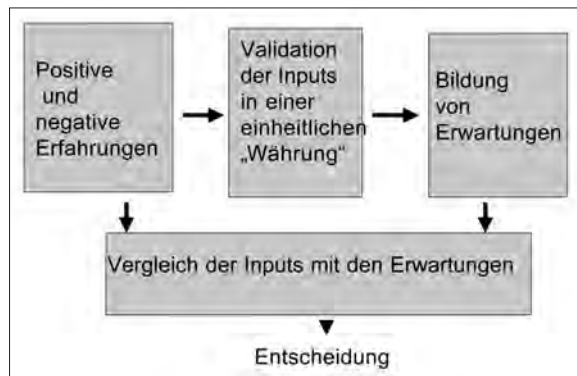 Positive
und
negative
Erfahrungen
Validation
der Inputs
in einer
einheitlichen
„Währung“
Bildung
von
Erwartungen
Vergleich der Inputs mit den Erwartungen
Entscheidung